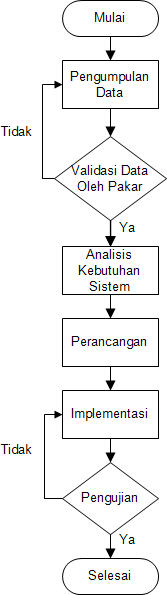 Mulai
Pengumpulan
Data
Tidak
Validasi Data
Oleh Pakar
Ya
Analisis
Kebutuhan
Sistem
Perancangan
Implementasi
Tidak
Pengujian
Ya
Selesai